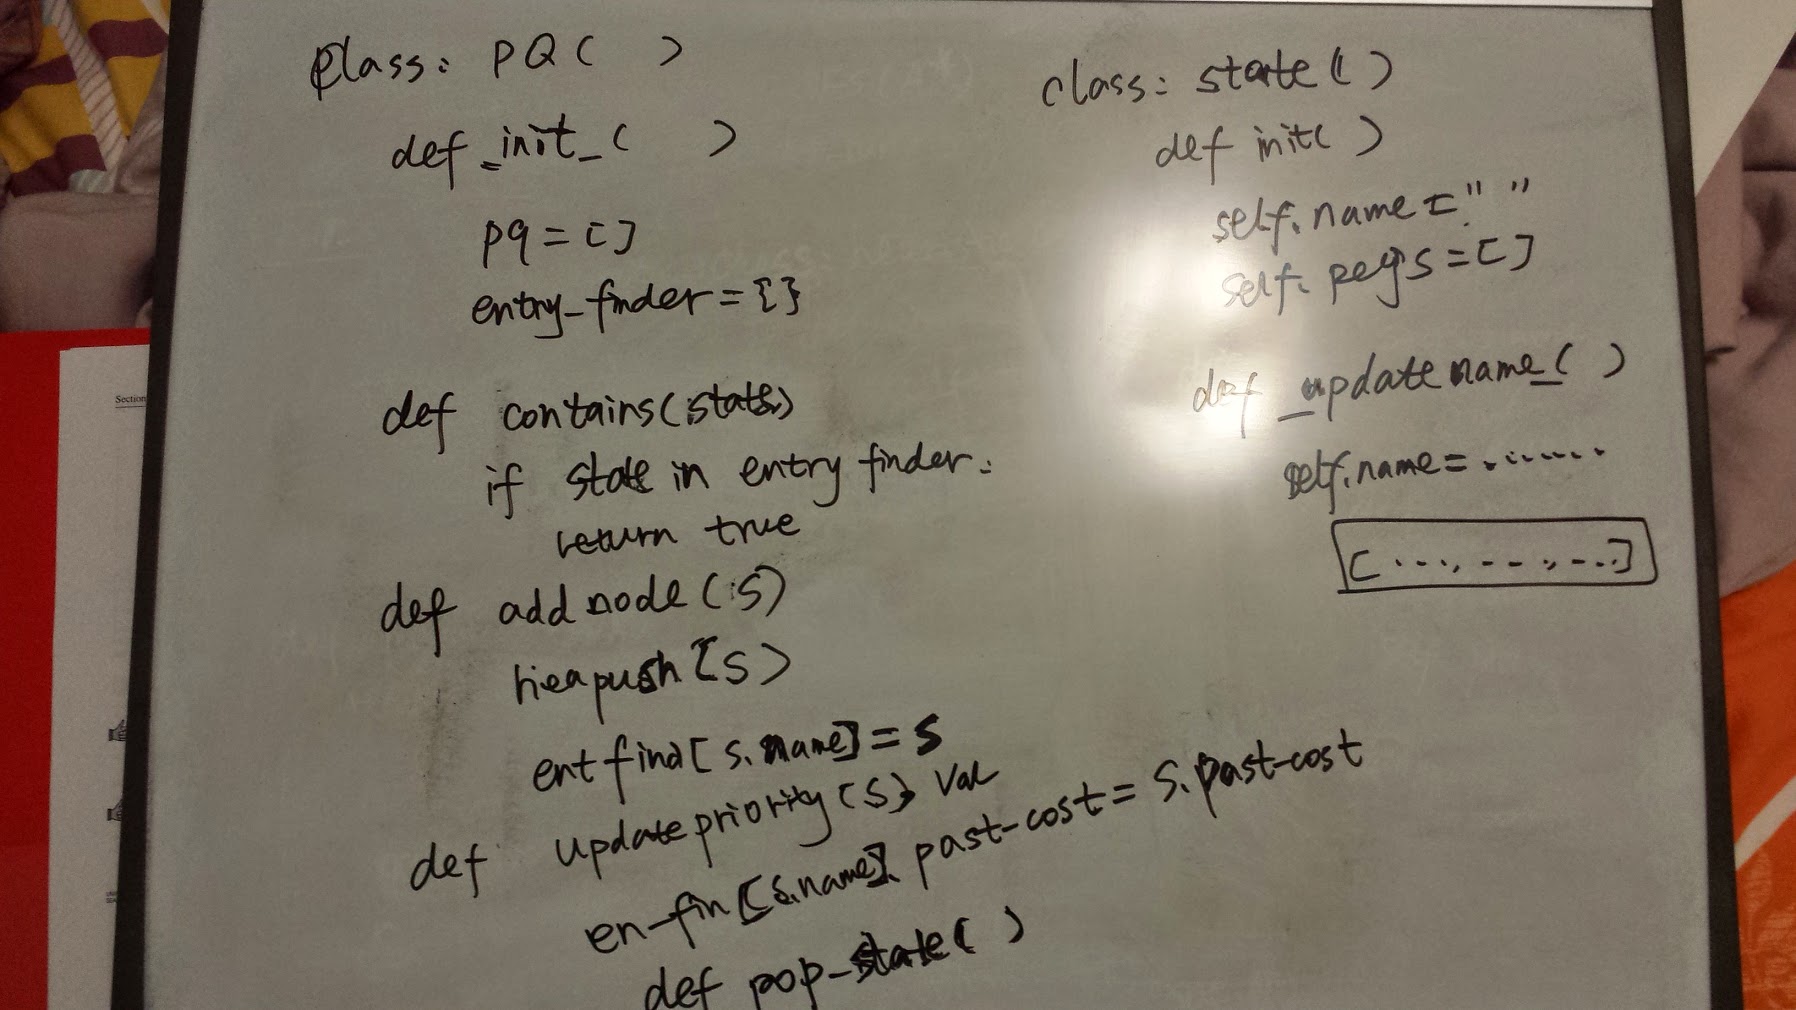 class: PQ( )
def _init_( )
pq = []
entry_finder = {}
def contains(state)
if state in entry finder:
return true
def add node (s)
heapush [s)
entfind[s.name] = s
def update priority(s) val
en-fin[s.name]. past-cost = s.past-cost
def pop-state( )
class: state( )
def init( )
self.name = " "
self.pegs = []
def _update name_( )
self.name = .......
[ ...., --- , -...]
Section